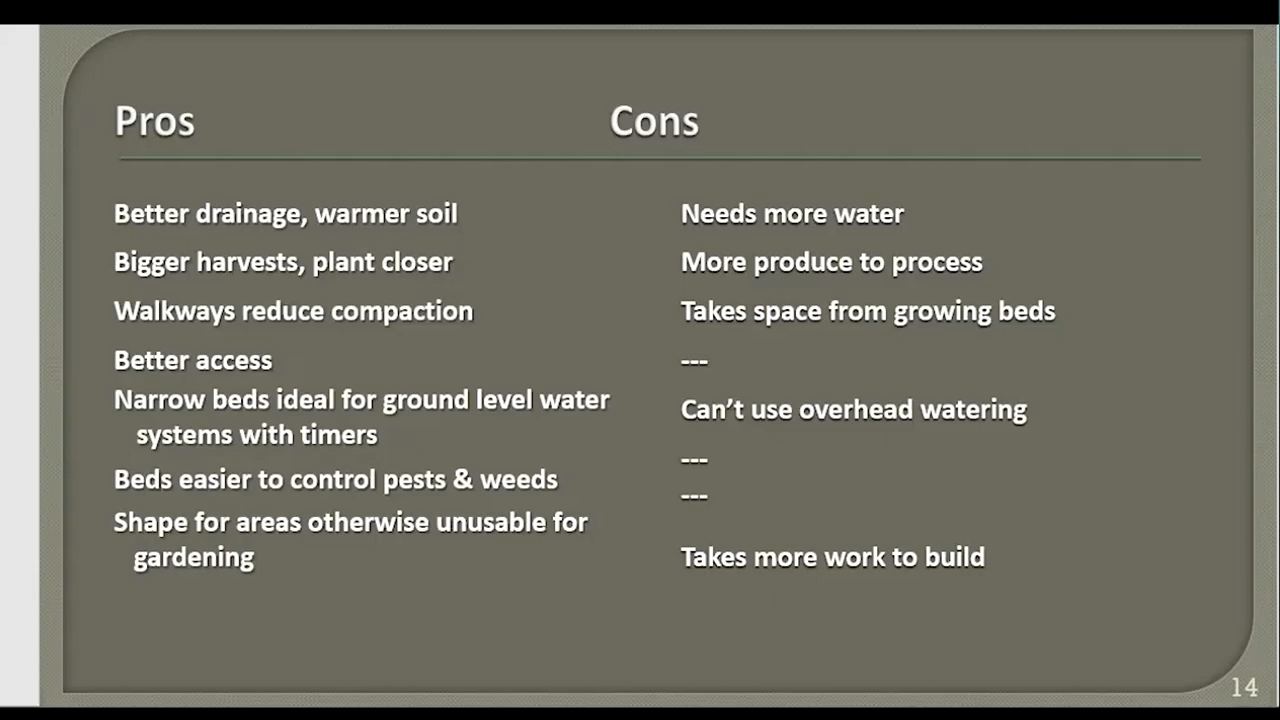 Pros Cons
Better drainage, warmer soil Needs more water
Bigger harvests, plant closer More produce to process
Walkways reduce compaction Takes space from growing beds
Better access ---
Narrow beds ideal for ground level water
systems with timers Can’t use overhead watering
Beds easier to control pests & weeds ---
---
Shape for areas otherwise unusable for
gardening Takes more work to build
14